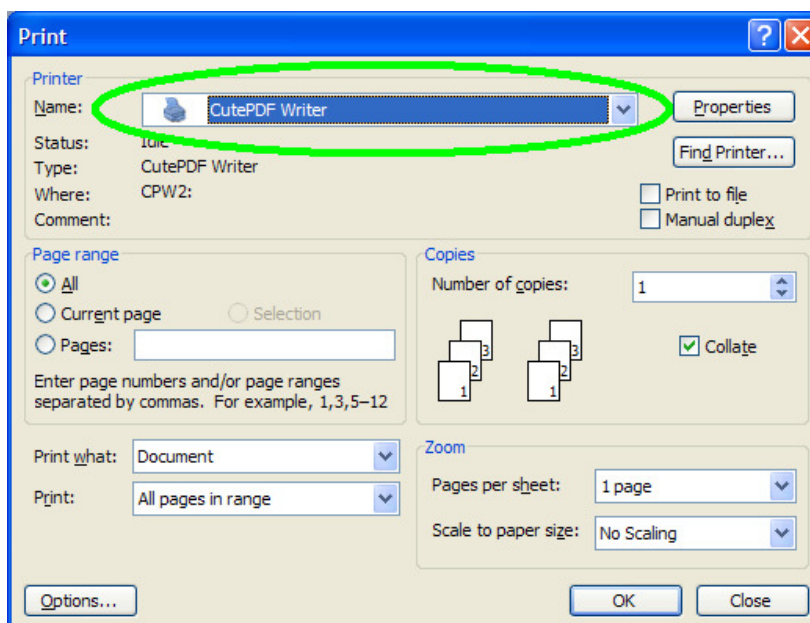 Print
Printer
Name: CutePDF Writer Properties
Status: Idle
Type: CutePDF Writer Find Printer...
Where: CPW2: Print to file
Comment: Manual duplex
Page range
All
Current page Selection
Pages:
Enter page numbers and/or page ranges
separated by commas. For example, 1,3,5–12
Copies
Number of copies: 1
3 3
2 2
1 1
Collate
Print what: Document
Print: All pages in range
Zoom
Pages per sheet: 1 page
Scale to paper size: No Scaling
Options... OK Close